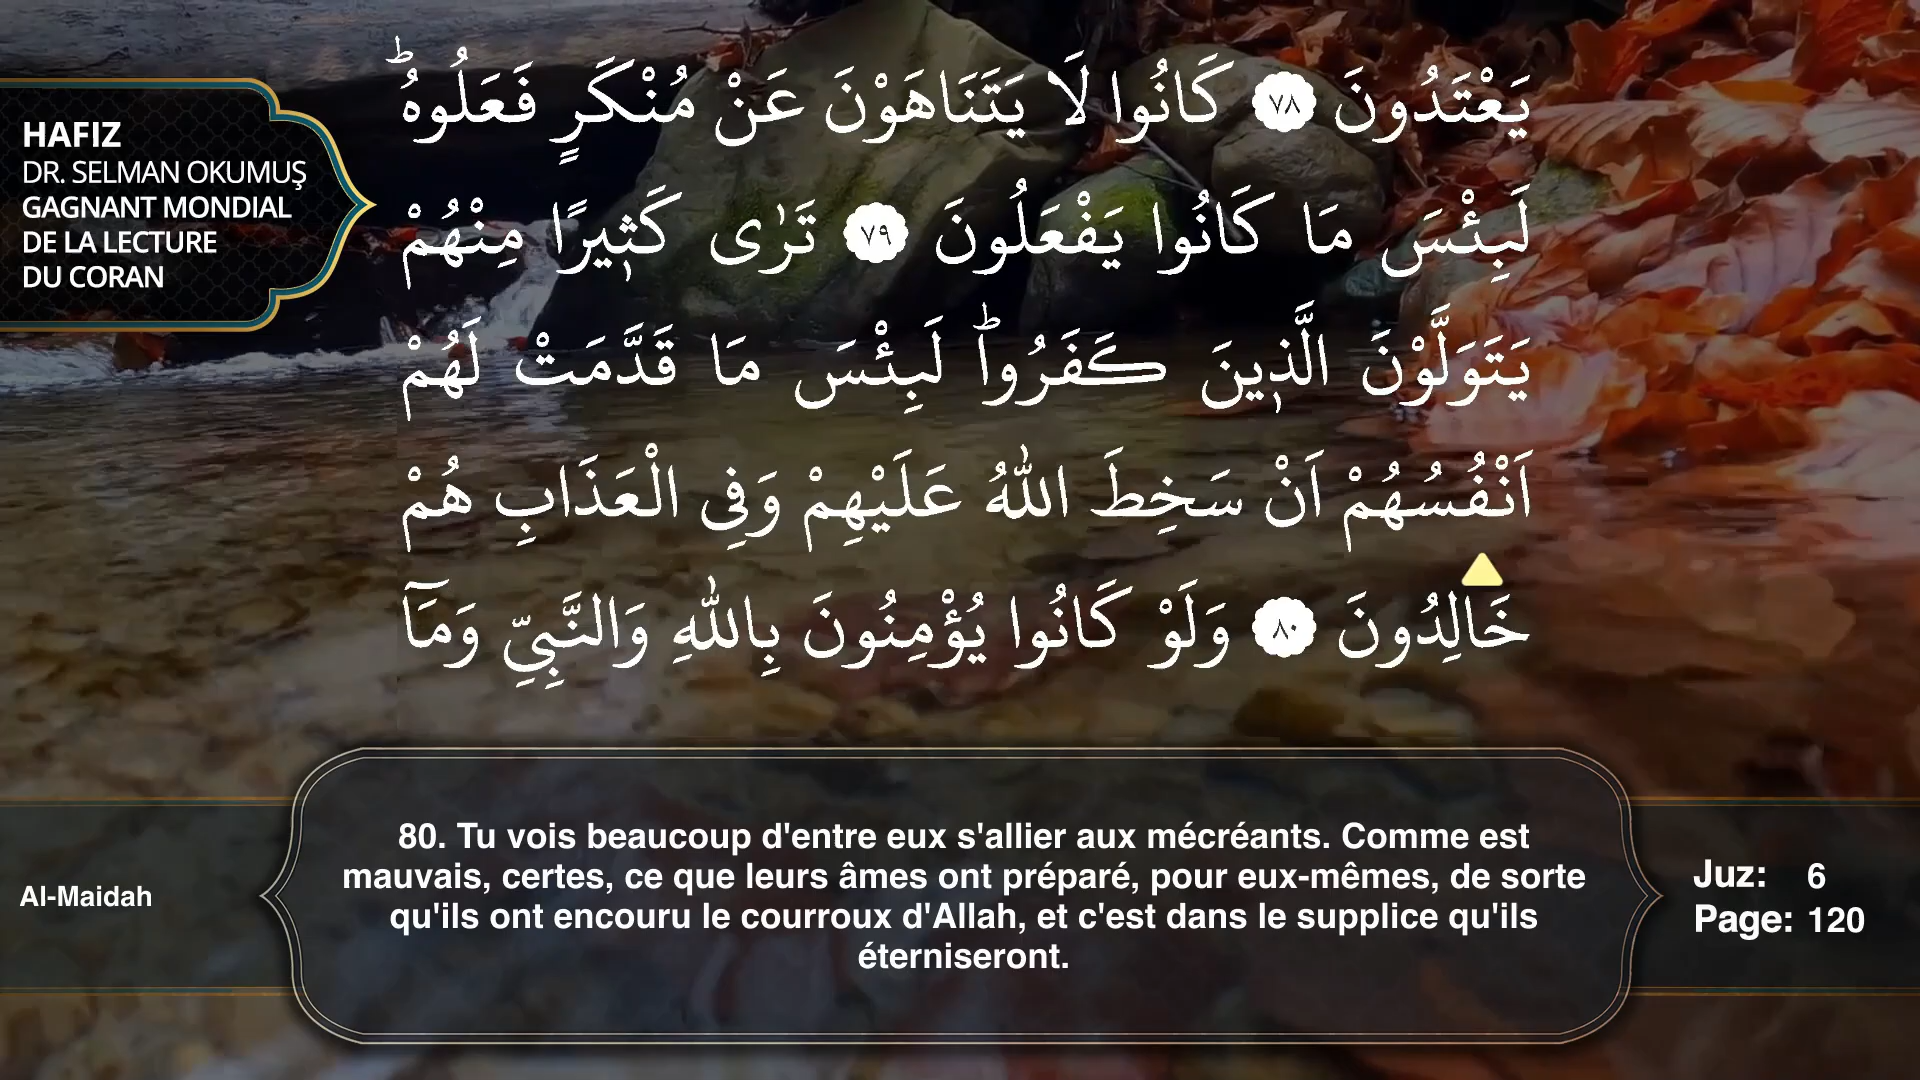 HAFIZ
DR. SELMAN OKUMUŞ
GAGNANT MONDIAL
DE LA LECTURE
DU CORAN
يَعْتَدُونَ ﴿٧٨﴾ كَانُوا لَا يَتَنَاهَوْنَ عَنْ مُنْكَرٍ فَعَلُوهُۜ
لَبِئْسَ مَا كَانُوا يَفْعَلُونَ ﴿٧٩﴾ تَرٰى كَث۪يرًا مِنْهُمْ
يَتَوَلَّوْنَ الَّذ۪ينَ كَفَرُواۜ لَبِئْسَ مَا قَدَّمَتْ لَهُمْ
اَنْفُسُهُمْ اَنْ سَخِطَ اللّٰهُ عَلَيْهِمْ وَفِى الْعَذَابِ هُمْ
خَالِدُونَ ﴿٨٠﴾ وَلَوْ كَانُوا يُؤْمِنُونَ بِاللّٰهِ وَالنَّبِيِّ وَمَٓا
80. Tu vois beaucoup d'entre eux s'allier aux mécréants. Comme est
mauvais, certes, ce que leurs âmes ont préparé, pour eux-mêmes, de sorte
qu'ils ont encouru le courroux d'Allah, et c'est dans le supplice qu'ils
éterniseront.
Al-Maidah
Juz: 6
Page: 120